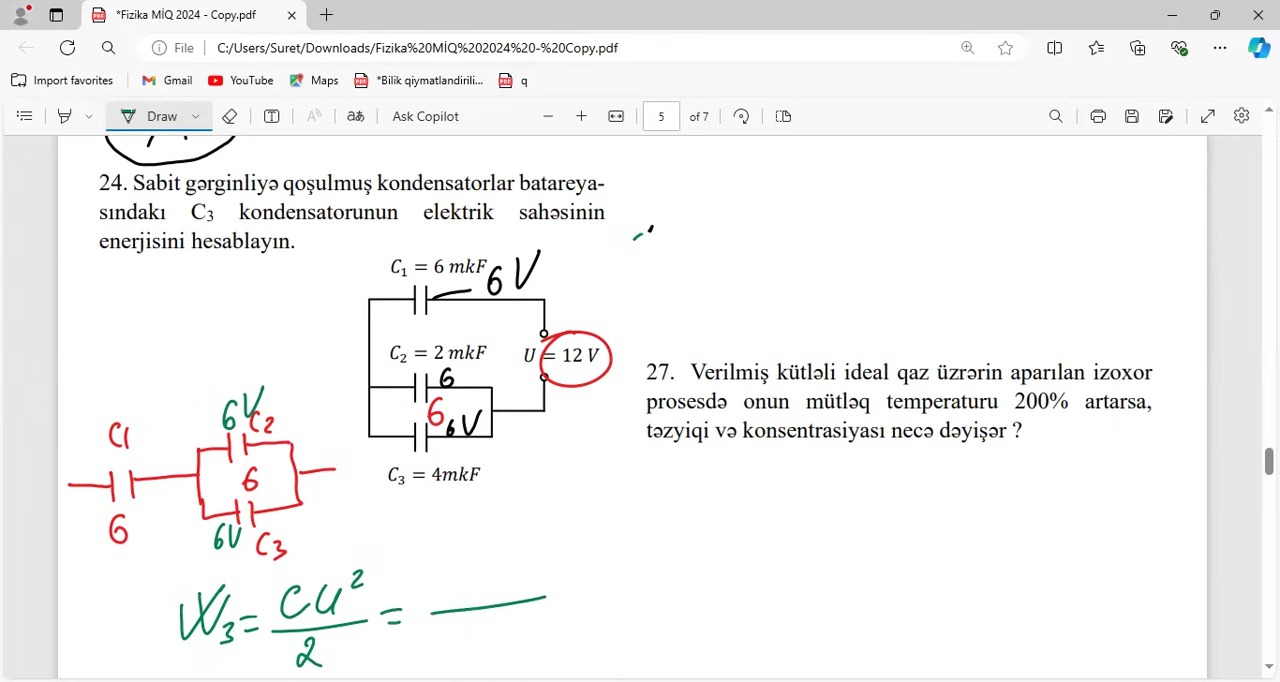 *Fizika MİQ 2024 - Copy.pdf
File C:/Users/Suret/Downloads/Fizika%20MİQ%202024%20-%20Copy.pdf
Import favorites Gmail YouTube Maps *Bilik qiymatlandirili... q
Draw aあ Ask Copilot 5 of 7
24. Sabit gərginliyə qoşulmuş kondensatorlar batareya-
sındakı C3 kondensatorunun elektrik sahəsinin
enerjisini hesablayın.
C1 = 6 mkF 6 V
C2 = 2 mkF U = 12 V
6
6 6V
C3 = 4mkF
6V C2
C1
6
6
6V C3
W3 = CU² / 2 =
27. Verilmiş kütləli ideal qaz üzrərin aparılan izoxor
prosesdə onun mütləq temperaturu 200% artarsa,
təzyiqi və konsentrasiyası necə dəyişər ?